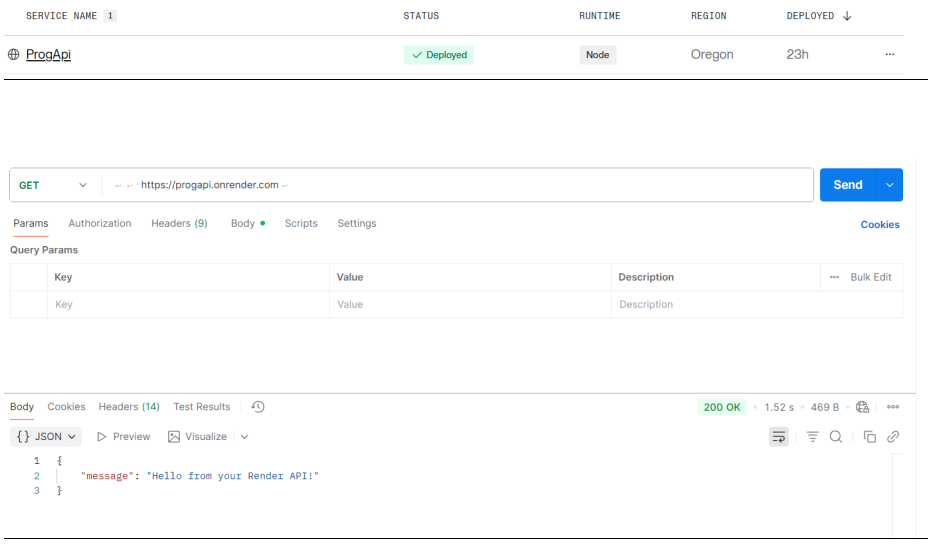 SERVICE NAME 1 STATUS RUNTIME REGION DEPLOYED ↓
ProgApi ✓ Deployed Node Oregon 23h ...
GET https://progapi.onrender.com Send
Params Authorization Headers (9) Body Scripts Settings Cookies
Query Params
Key Value Description ... Bulk Edit
Key Value Description
Body Cookies Headers (14) Test Results 200 OK 1.52 s 469 B ...
{} JSON Preview Visualize
1 {
2 "message": "Hello from your Render API!"
3 }